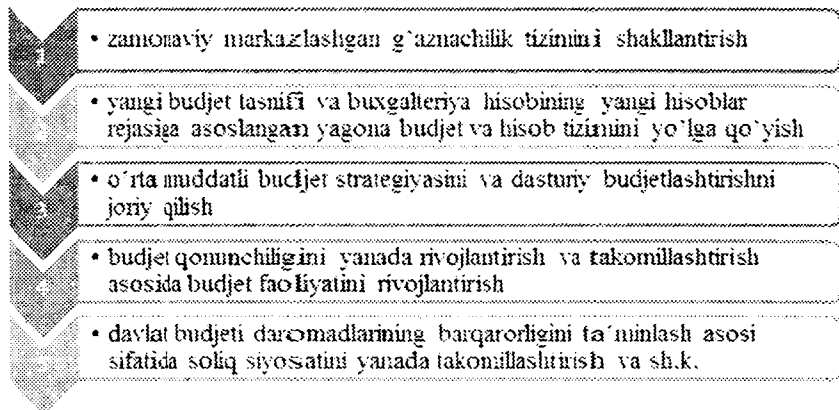 1
• zamonaviy markazlashgan g`aznachilik tizimini shakllantirish
2
• yangi budjet tasnifi va buxgalteriya hisobining yangi hisoblar
rejasiga asoslangan yagona budjet va hisob tizimini yo`lga qo`yish
3
• o`rta muddatli budjet strategiyasini va dasturiy budjetlashtirishni
joriy qilish
4
• budjet qonunchiligini yanada rivojlantirish va takomillashtirish
asosida budjet faoliyatini rivojlantirish
• davlat budjeti daromadlarining barqarorligini ta`minlash asosi
sifatida soliq siyosatini yanada takomillashtirish va sh.k.